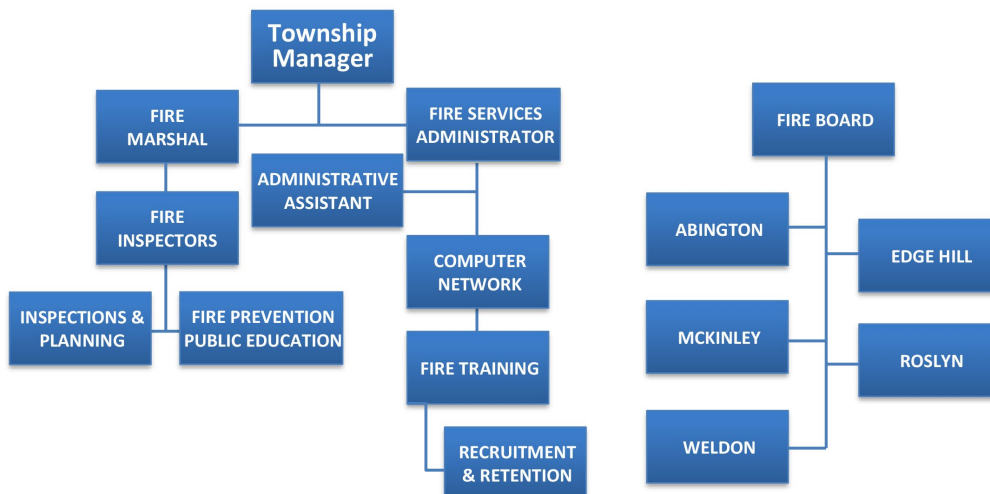 Township
Manager
FIRE
MARSHAL
FIRE SERVICES
ADMINISTRATOR
ADMINISTRATIVE
ASSISTANT
FIRE
INSPECTORS
COMPUTER
NETWORK
INSPECTIONS &
PLANNING
FIRE PREVENTION
PUBLIC EDUCATION
FIRE TRAINING
RECRUITMENT
& RETENTION
FIRE BOARD
ABINGTON
EDGE HILL
MCKINLEY
ROSLYN
WELDON